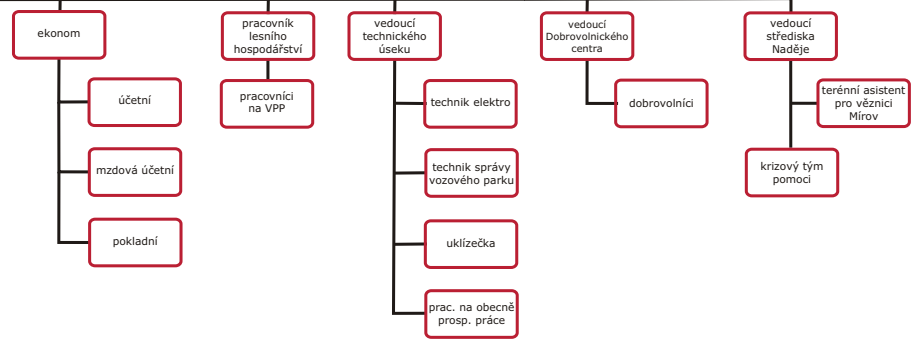 ekonom
účetní
mzdová účetní
pokladní
pracovník
lesního
hospodářství
pracovníci
na VPP
vedoucí
technického
úseku
technik elektro
technik správy
vozového parku
uklízečka
prac. na obecně
prosp. práce
vedoucí
Dobrovolnického
centra
dobrovolníci
vedoucí
střediska
Naděje
terénní asistent
pro věznici
Mírov
krizový tým
pomoci